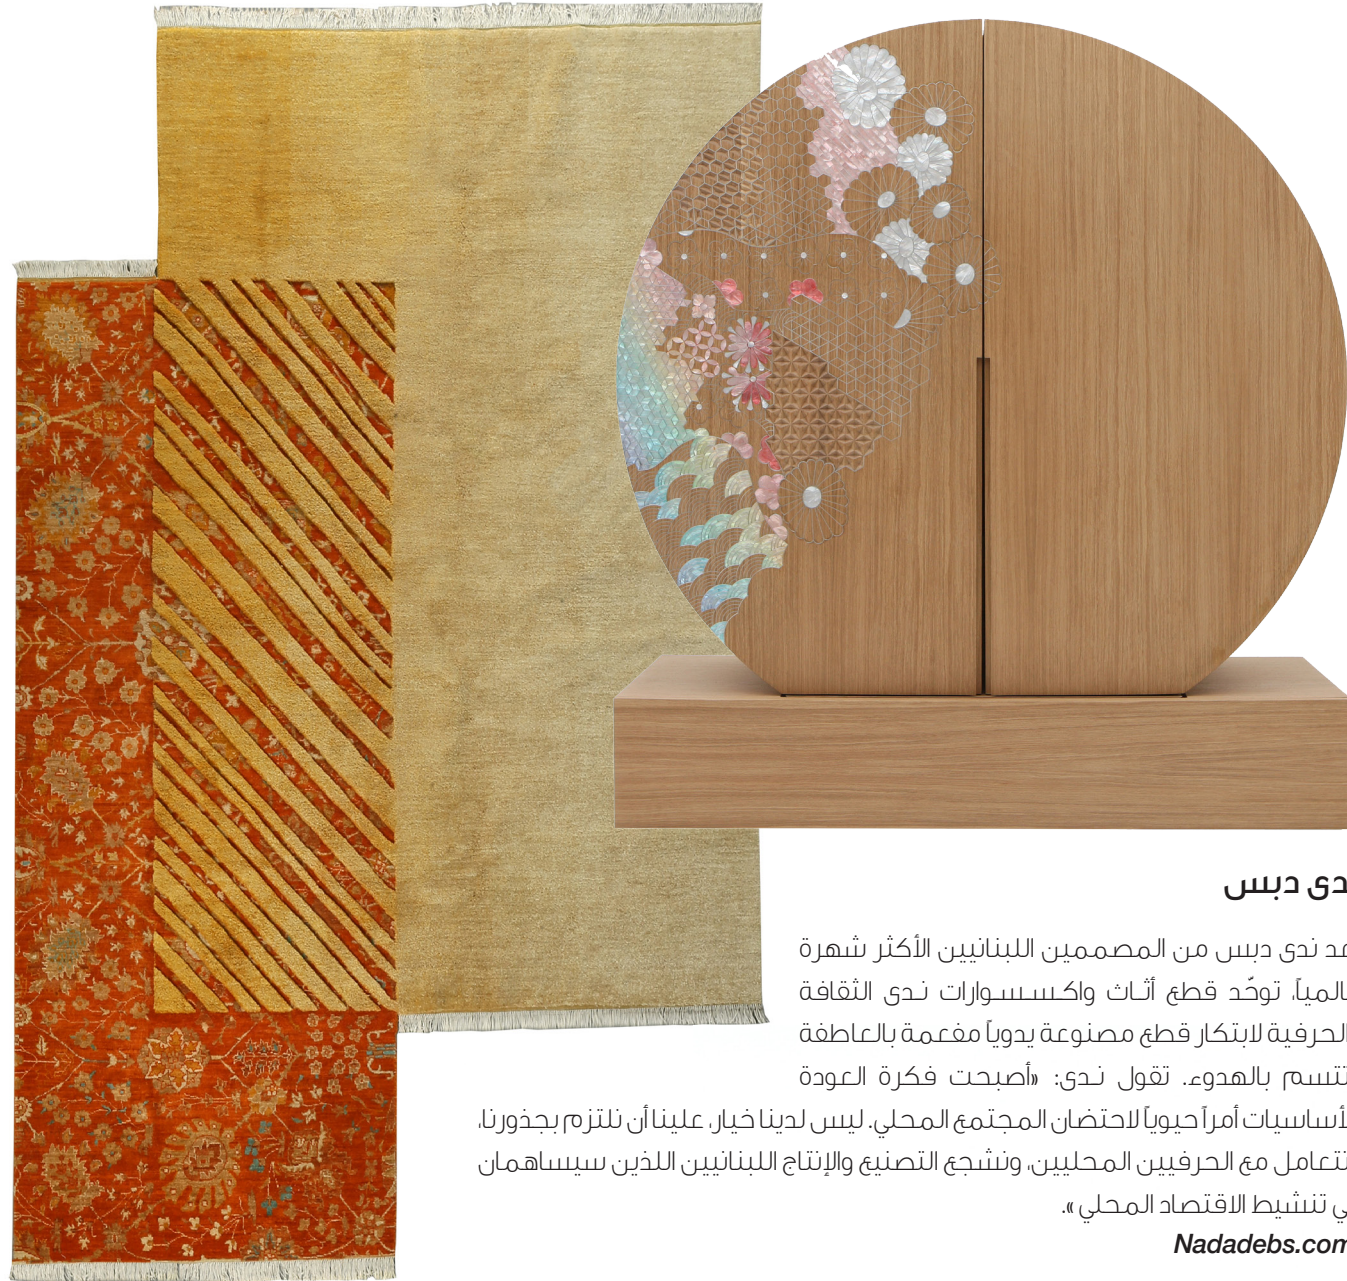 دى دبس
عد ندى دبس من المصممين اللبنانيين الأكثر شهرة
المياً، توحّد قطع أثاث واكسسوارات ندى الثقافة
الحرفية لابتكار قطع مصنوعة يدوياً مفعمة بالعاطفة
تتسم بالهدوء. تقول ندى: «أصبحت فكرة العودة
لأساسيات أمراً حيوياً لاحتضان المجتمع المحلي. ليس لدينا خيار، علينا أن نلتزم بجذورنا،
نتعامل مع الحرفيين المحليين، ونشجع التصنيع والإنتاج اللبنانيين اللذين سيساهمان
ي تنشيط الاقتصاد المحلي».
Nadadebs.com